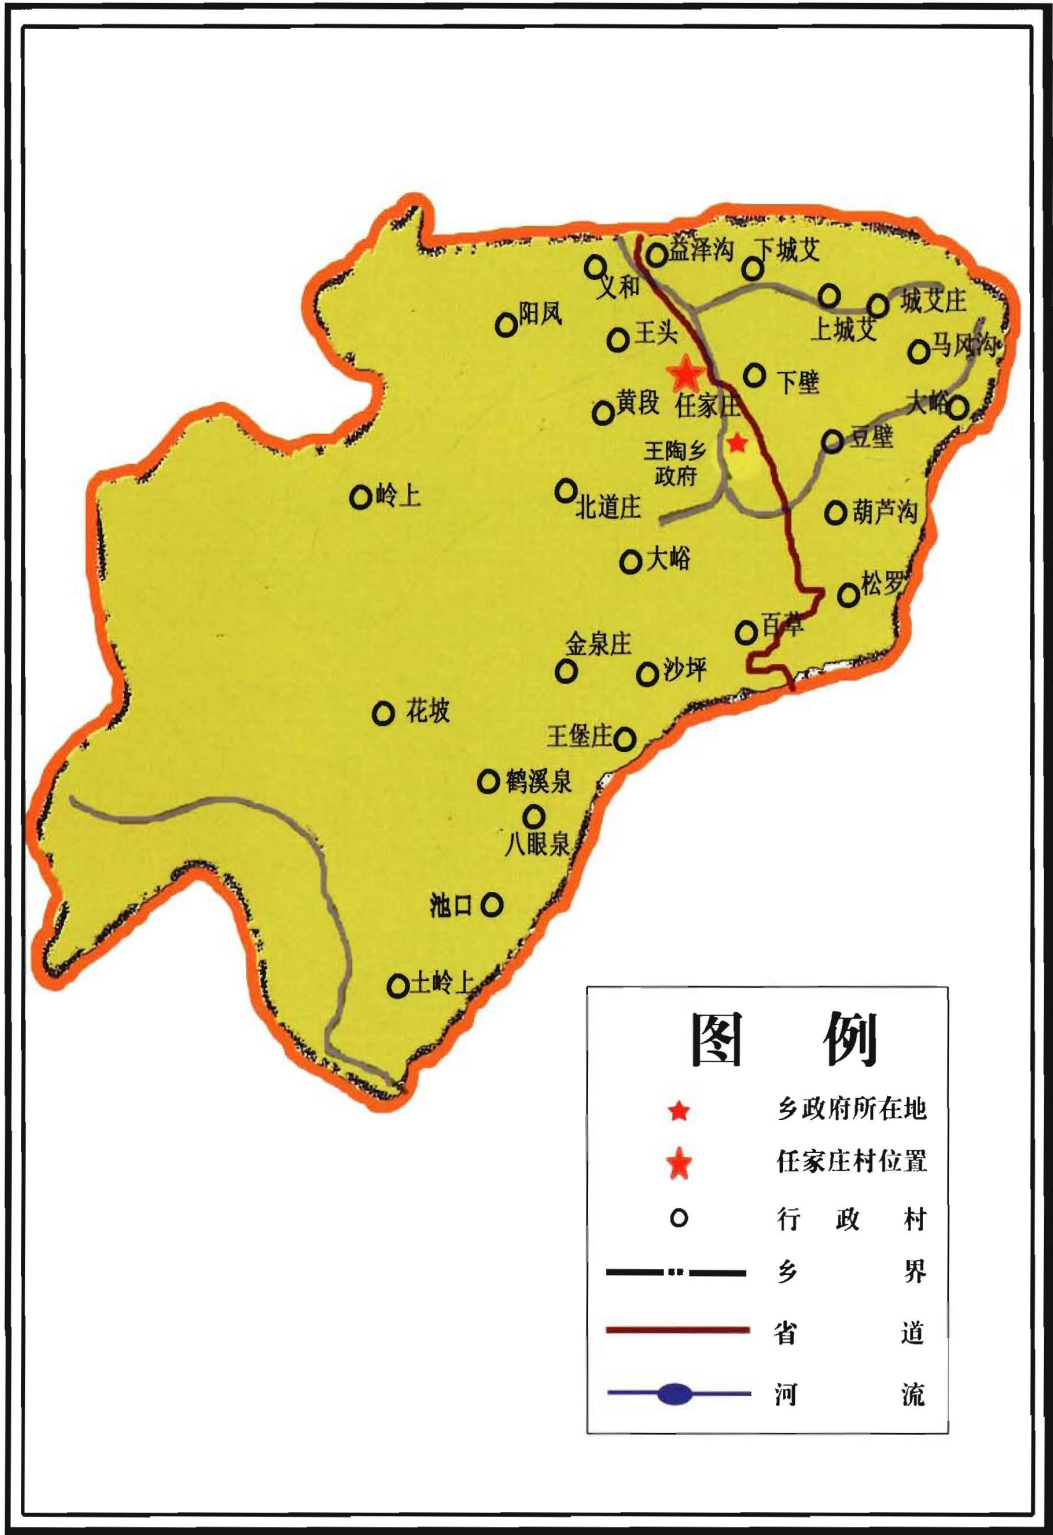 益泽沟
下城艾
义和
城艾庄
阳凤
上城艾
王头
马风沟
下壁
黄段
任家庄
大峪
豆壁
王陶乡
政府
岭上
北道庄
葫芦沟
大峪
松罗
百草
金泉庄
沙坪
花坡
王堡庄
鹤溪泉
八眼泉
池口
土岭上
图 例
乡政府所在地
任家庄村位置
行 政 村
乡 界
省 道
河 流